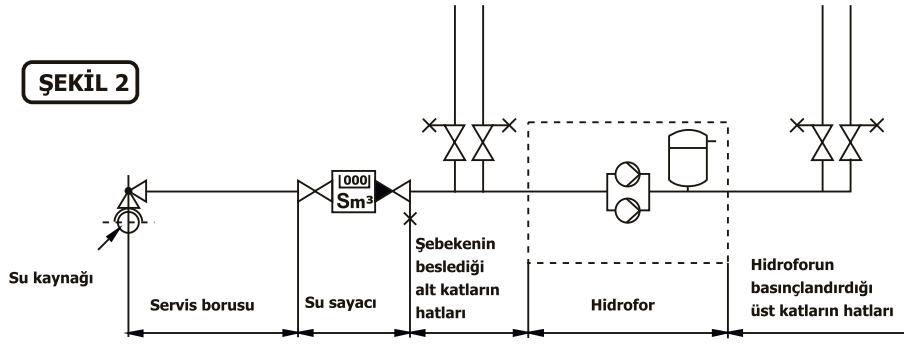 ŞEKİL 2
000
Sm³
Su kaynağı
Servis borusu
Su sayacı
Şebekenin
beslediği
alt katların
hatları
Hidrofor
Hidroforun
basınçlandırdığı
üst katların hatları